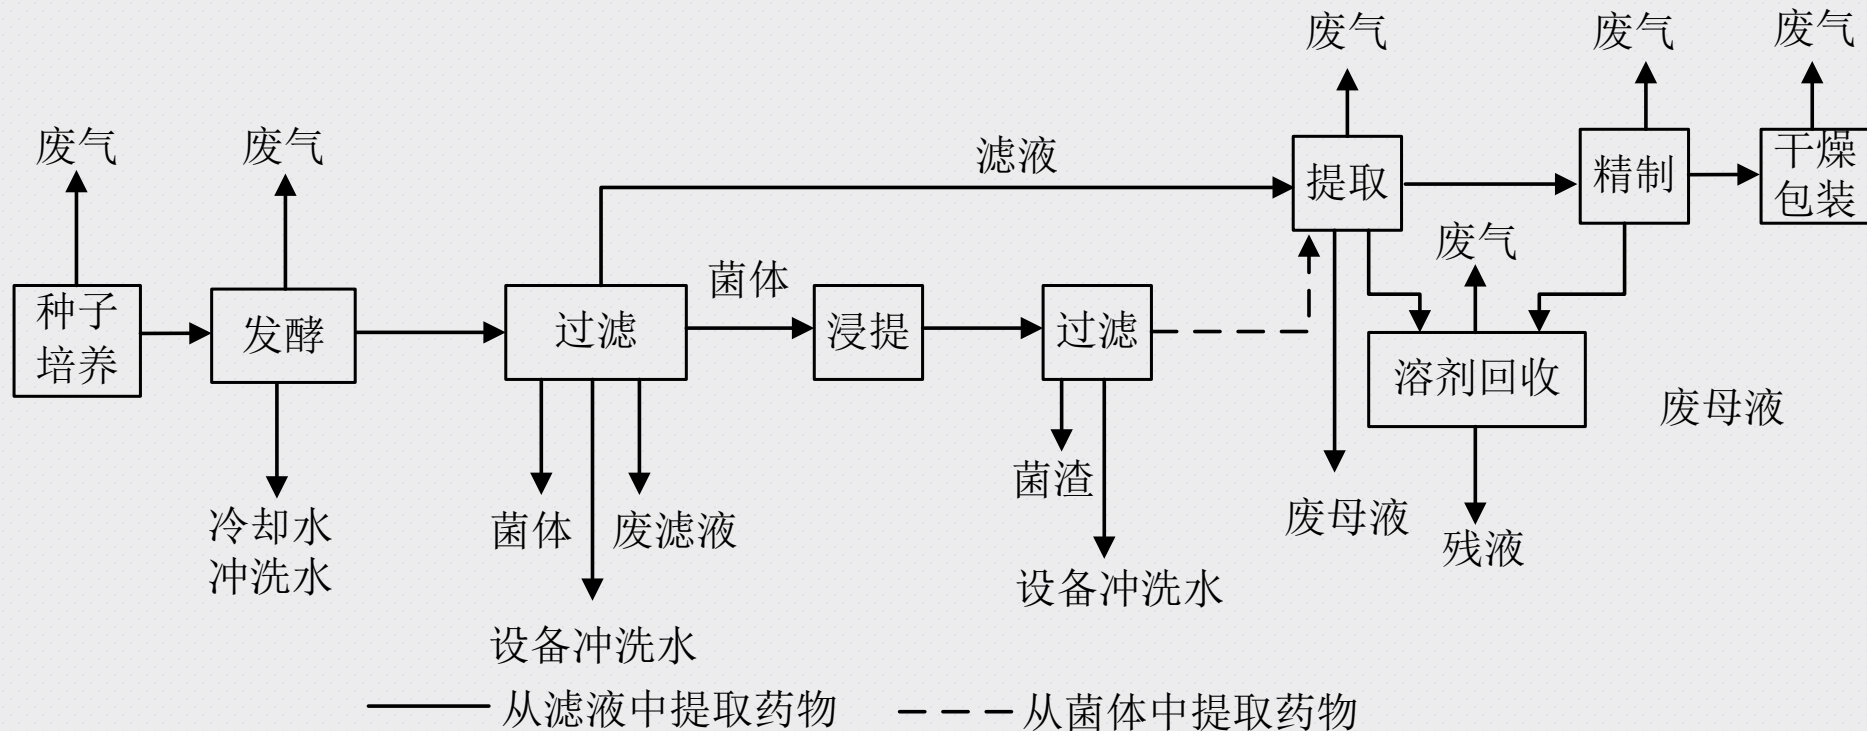 废气
废气
废气
废气
废气
滤液
提取
精制
干燥
包装
废气
菌体
种子
培养
发酵
过滤
浸提
过滤
溶剂回收
废母液
菌渣
冷却水
冲洗水
菌体
废滤液
废母液
残液
设备冲洗水
设备冲洗水
从滤液中提取药物
从菌体中提取药物